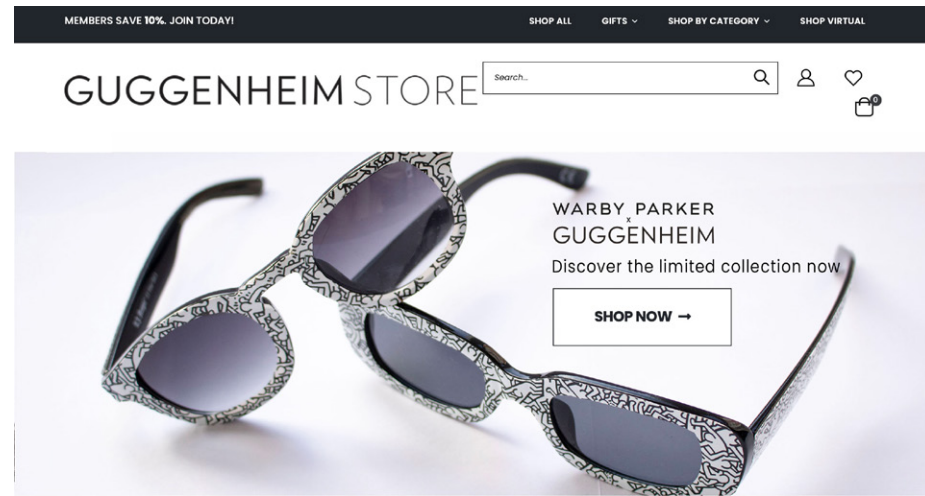 MEMBERS SAVE 10%. JOIN TODAY!
SHOP ALL GIFTS SHOP BY CATEGORY SHOP VIRTUAL
GUGGENHEIM STORE
Search...
0
WARBY PARKER
x
GUGGENHEIM
Discover the limited collection now
SHOP NOW →